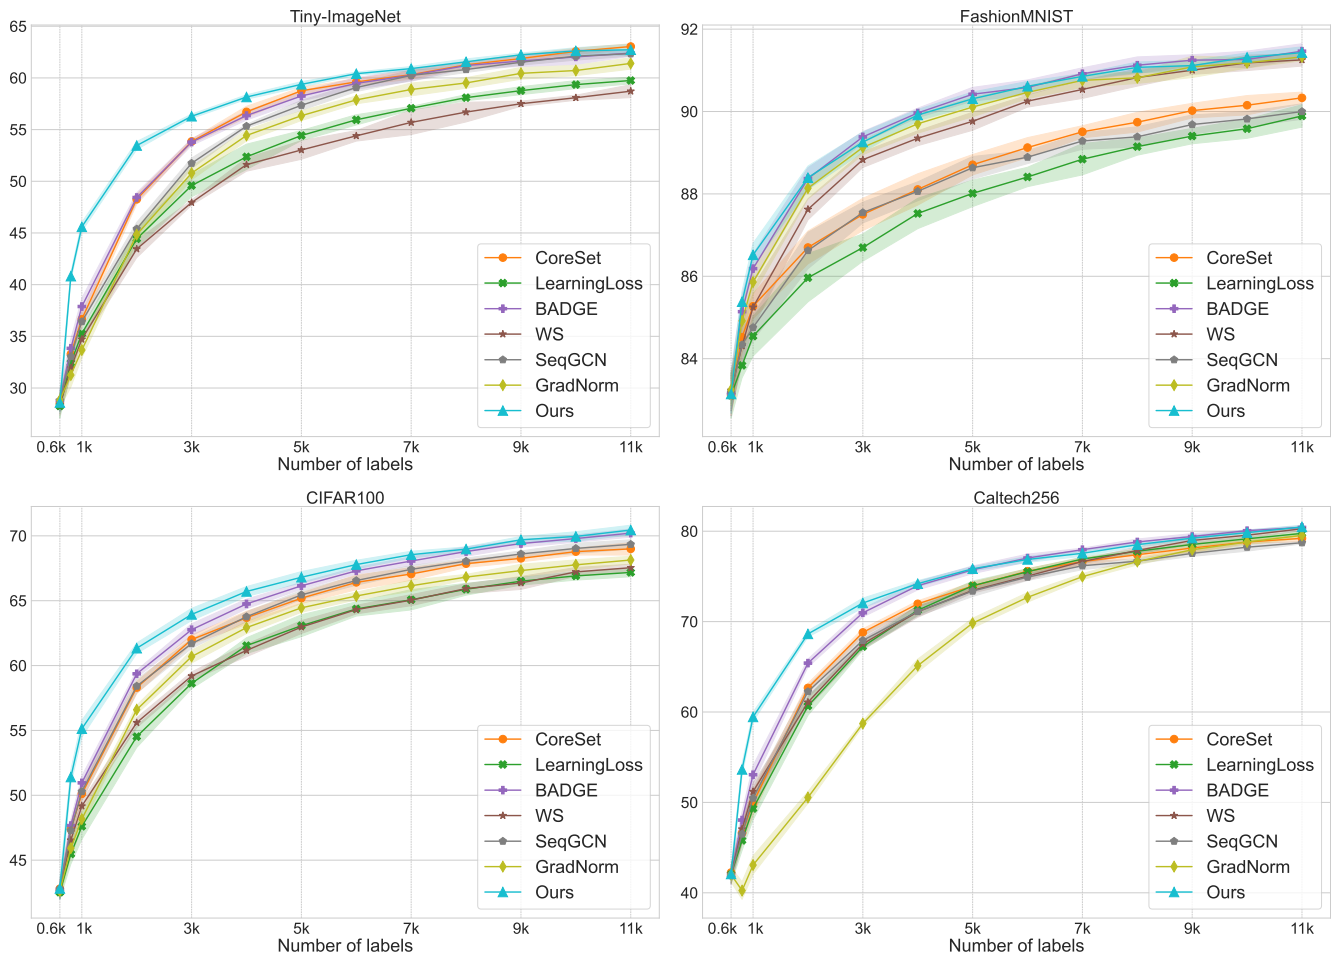 Tiny-ImageNet
65
60
55
50
45
40
35
30
CoreSet
LearningLoss
BADGE
WS
SeqGCN
GradNorm
Ours
0.6k 1k 3k 5k 7k 9k 11k
Number of labels
FashionMNIST
92
90
88
86
84
CoreSet
LearningLoss
BADGE
WS
SeqGCN
GradNorm
Ours
0.6k 1k 3k 5k 7k 9k 11k
Number of labels
CIFAR100
70
65
60
55
50
45
CoreSet
LearningLoss
BADGE
WS
SeqGCN
GradNorm
Ours
0.6k 1k 3k 5k 7k 9k 11k
Number of labels
Caltech256
80
70
60
50
40
CoreSet
LearningLoss
BADGE
WS
SeqGCN
GradNorm
Ours
0.6k 1k 3k 5k 7k 9k 11k
Number of labels